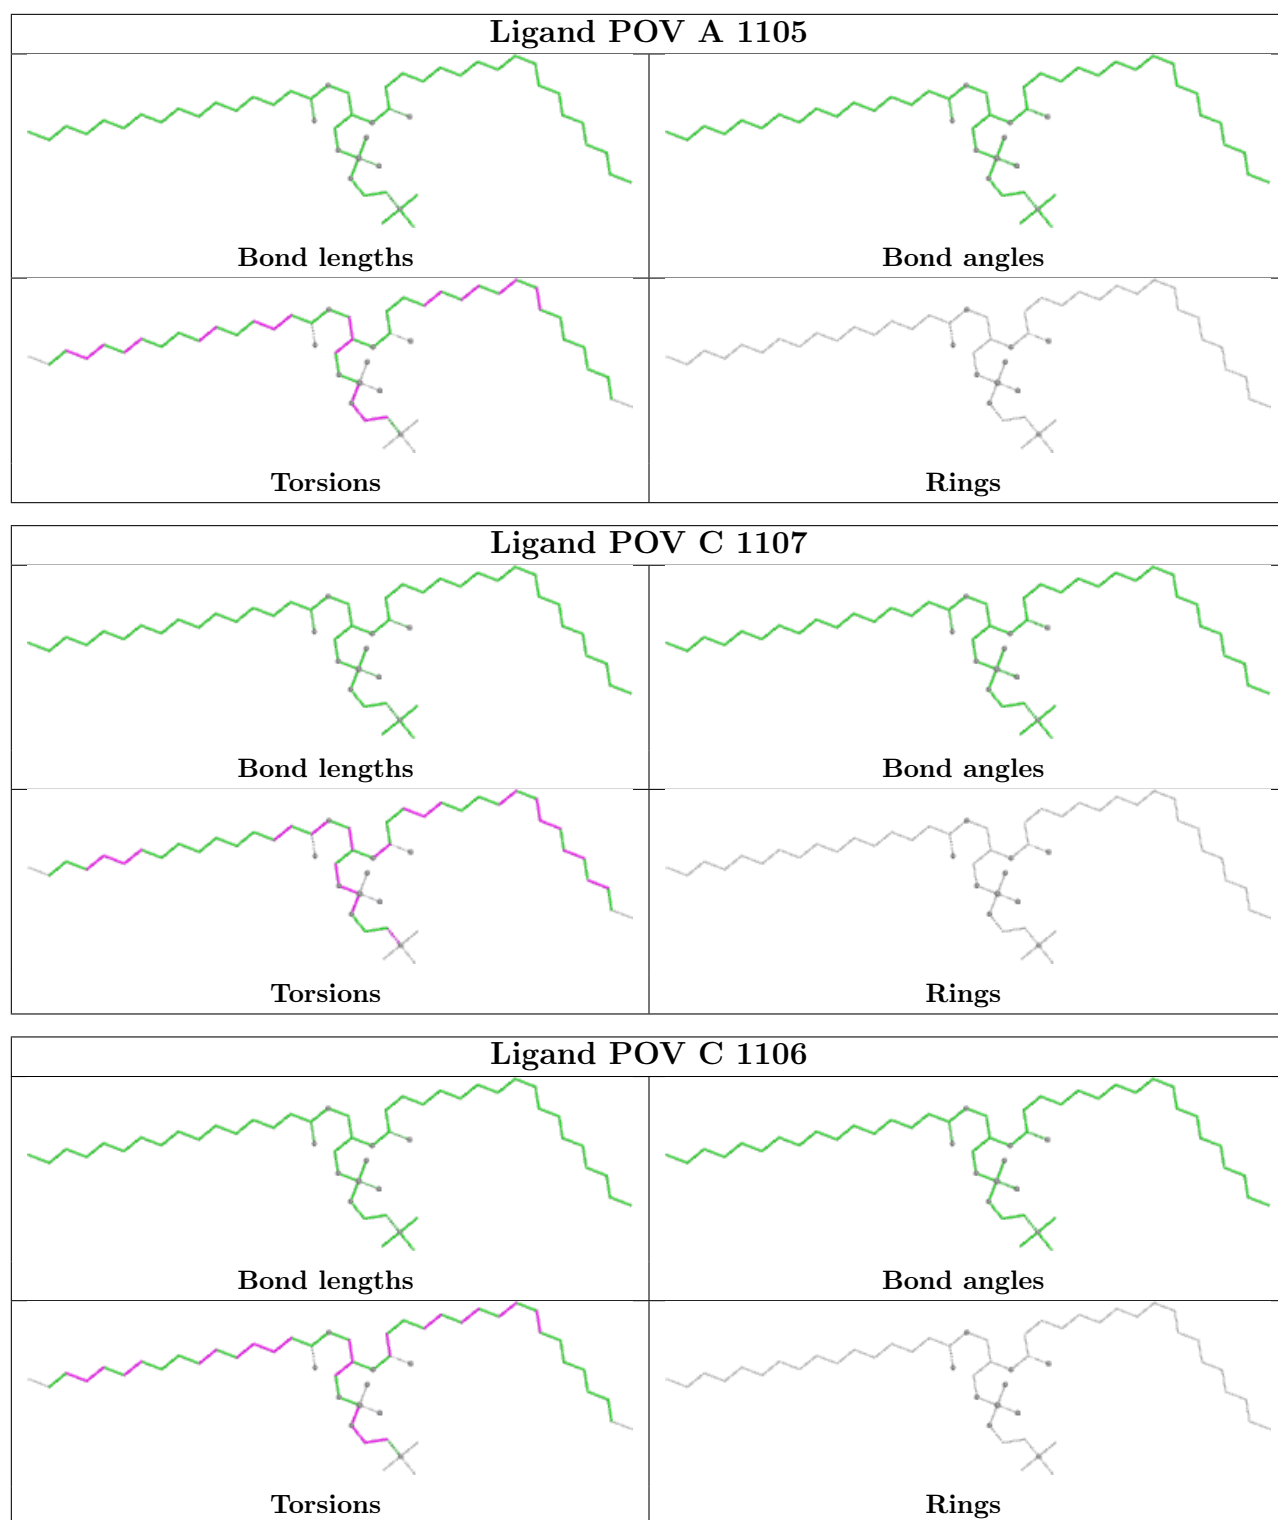 Ligand POV A 1105
Bond lengths
Bond angles
Torsions
Rings
Ligand POV C 1107
Bond lengths
Bond angles
Torsions
Rings
Ligand POV C 1106
Bond lengths
Bond angles
Torsions
Rings